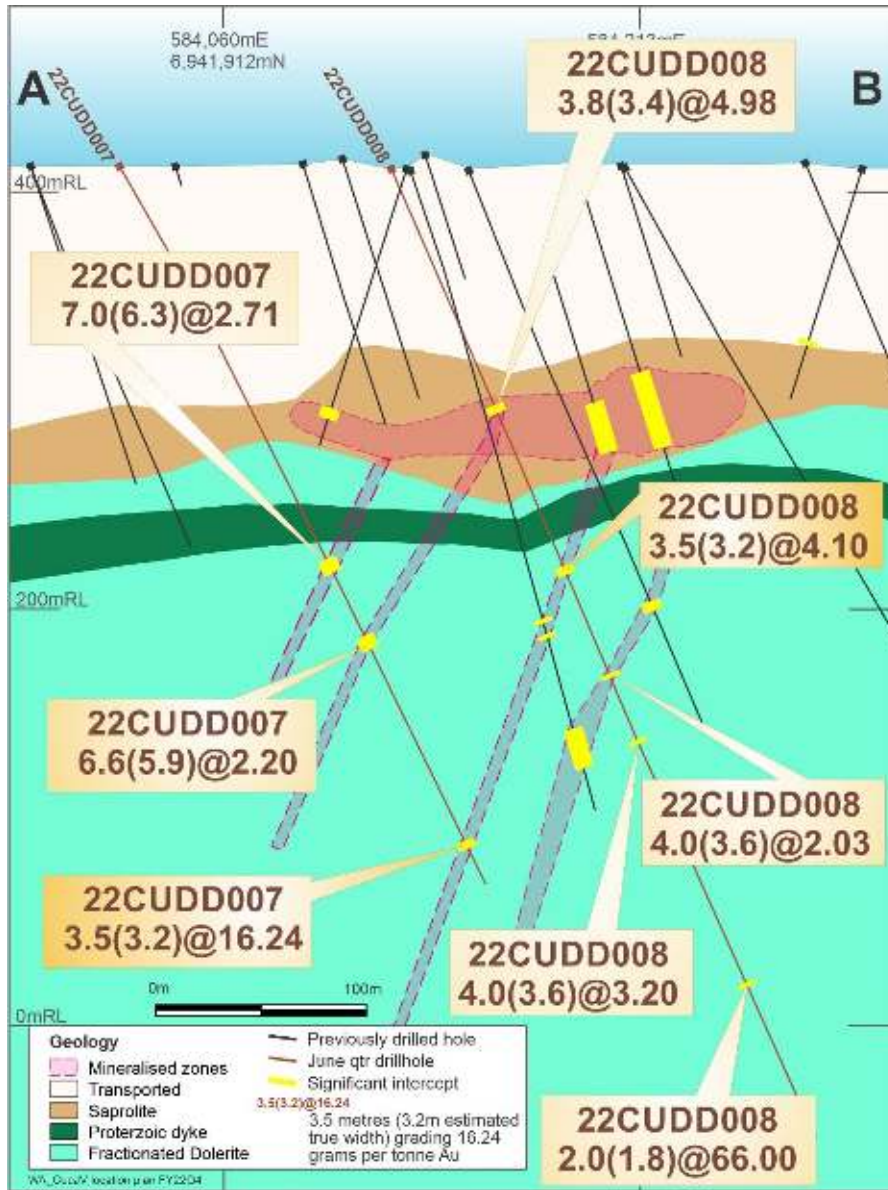 584,060mE
6,941,912mN
A
B
22CUDD007
22CUDD008
22CUDD008
3.8(3.4)@4.98
400mRL
22CUDD007
7.0(6.3)@2.71
22CUDD008
3.5(3.2)@4.10
200mRL
22CUDD007
6.6(5.9)@2.20
22CUDD008
4.0(3.6)@2.03
22CUDD007
3.5(3.2)@16.24
22CUDD008
4.0(3.6)@3.20
0m
100m
0mRL
22CUDD008
2.0(1.8)@66.00
Geology
Mineralised zones
Transported
Saprolite
Proterzoic dyke
Fractionated Dolerite
Previously drilled hole
June qtr drillhole
Significant intercept
3.5(3.2)@16.24
3.5 metres (3.2m estimated
true width) grading 16.24
grams per tonne Au
location plan FY22Q4